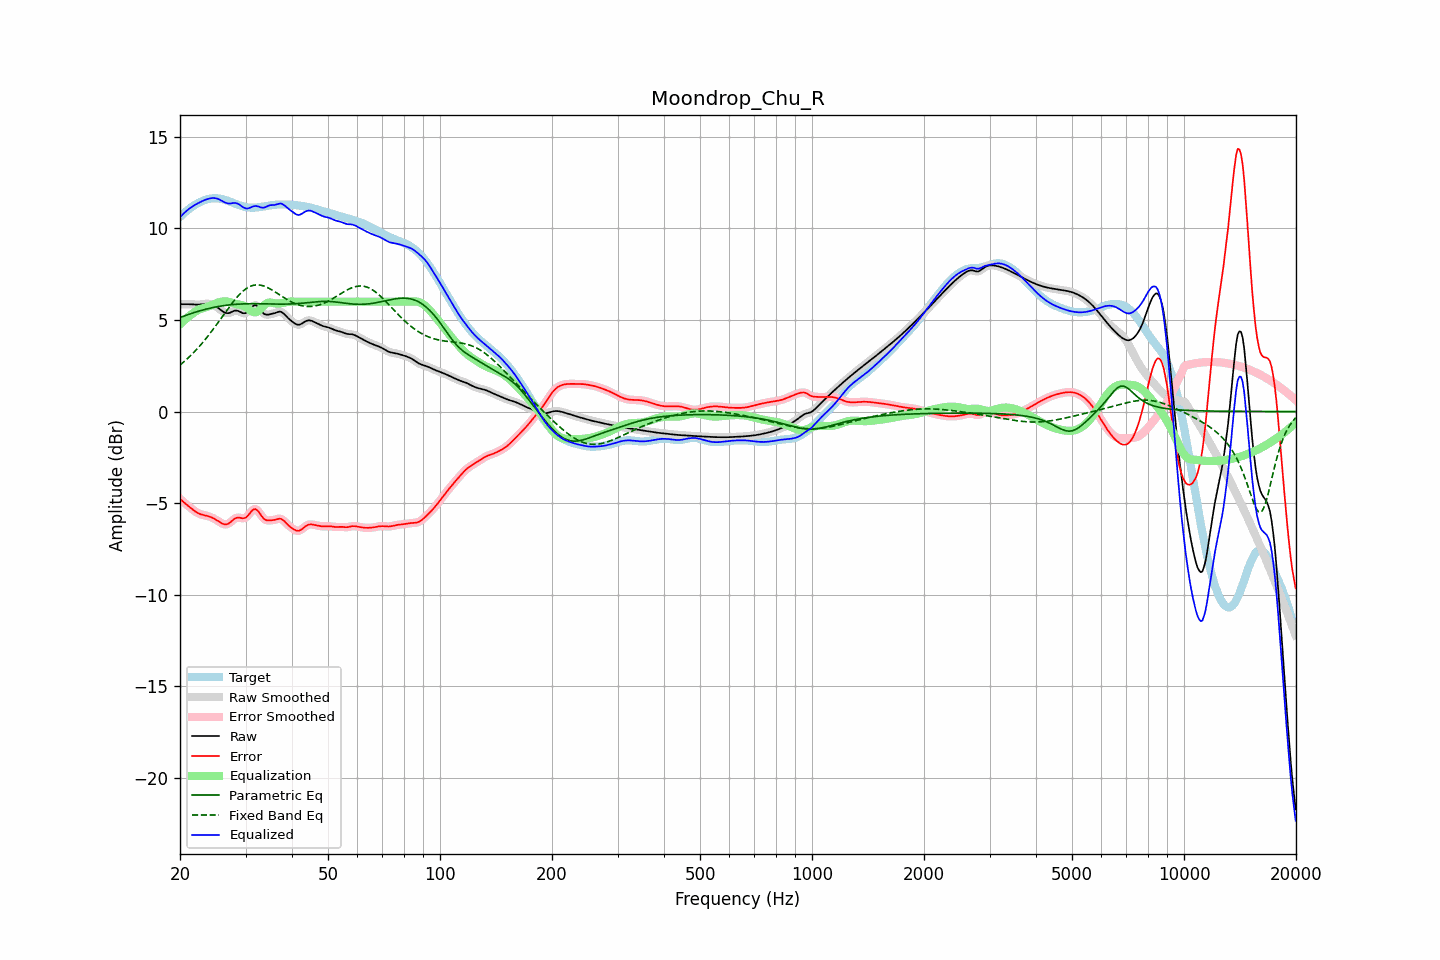 Moondrop_Chu_R
Amplitude (dBr)
15
10
5
0
−5
−10
−15
−20
Target
Raw Smoothed
Error Smoothed
Raw
Error
Equalization
Parametric Eq
Fixed Band Eq
Equalized
20 50 100 200 500 1000 2000 5000 10000 20000
Frequency (Hz)